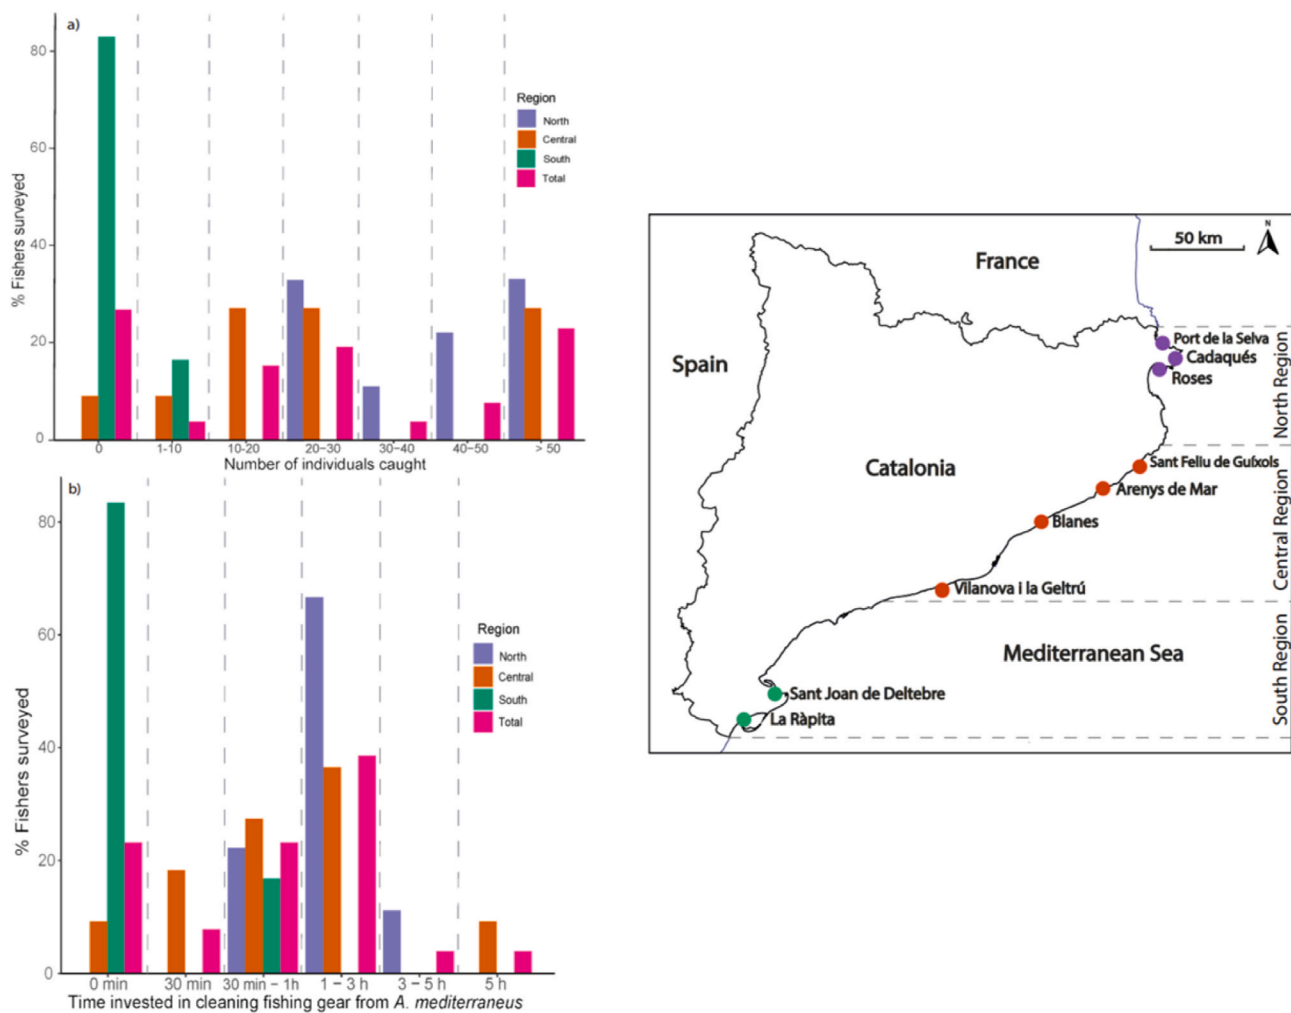 a)
80
60
40
20
0
% Fishers surveyed
Region
North
Central
South
Total
0
1-10
10-20
20−30
30−40
40−50
> 50
Number of individuals caught
b)
80
60
40
20
0
% Fishers surveyed
Region
North
Central
South
Total
0 min
30 min
30 min − 1h
1 − 3 h
3 − 5 h
5 h
Time invested in cleaning fishing gear from A. mediterraneus
France
50 km
N
Spain
Port de la Selva
Cadaqués
Roses
North Region
Catalonia
Sant Feliu de Guíxols
Arenys de Mar
Blanes
Vilanova i la Geltrú
Central Region
Mediterranean Sea
Sant Joan de Deltebre
La Ràpita
South Region